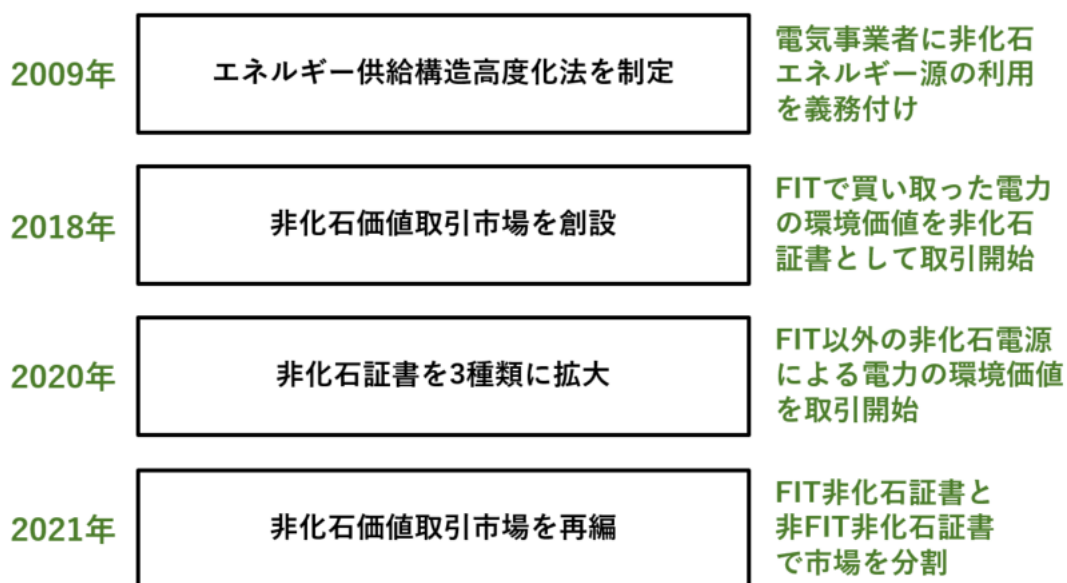 2009年
エネルギー供給構造高度化法を制定
電気事業者に非化石
エネルギー源の利用
を義務付け
2018年
非化石価値取引市場を創設
FITで買い取った電力
の環境価値を非化石
証書として取引開始
2020年
非化石証書を3種類に拡大
FIT以外の非化石電源
による電力の環境価値
を取引開始
2021年
非化石価値取引市場を再編
FIT非化石証書と
非FIT非化石証書
で市場を分割